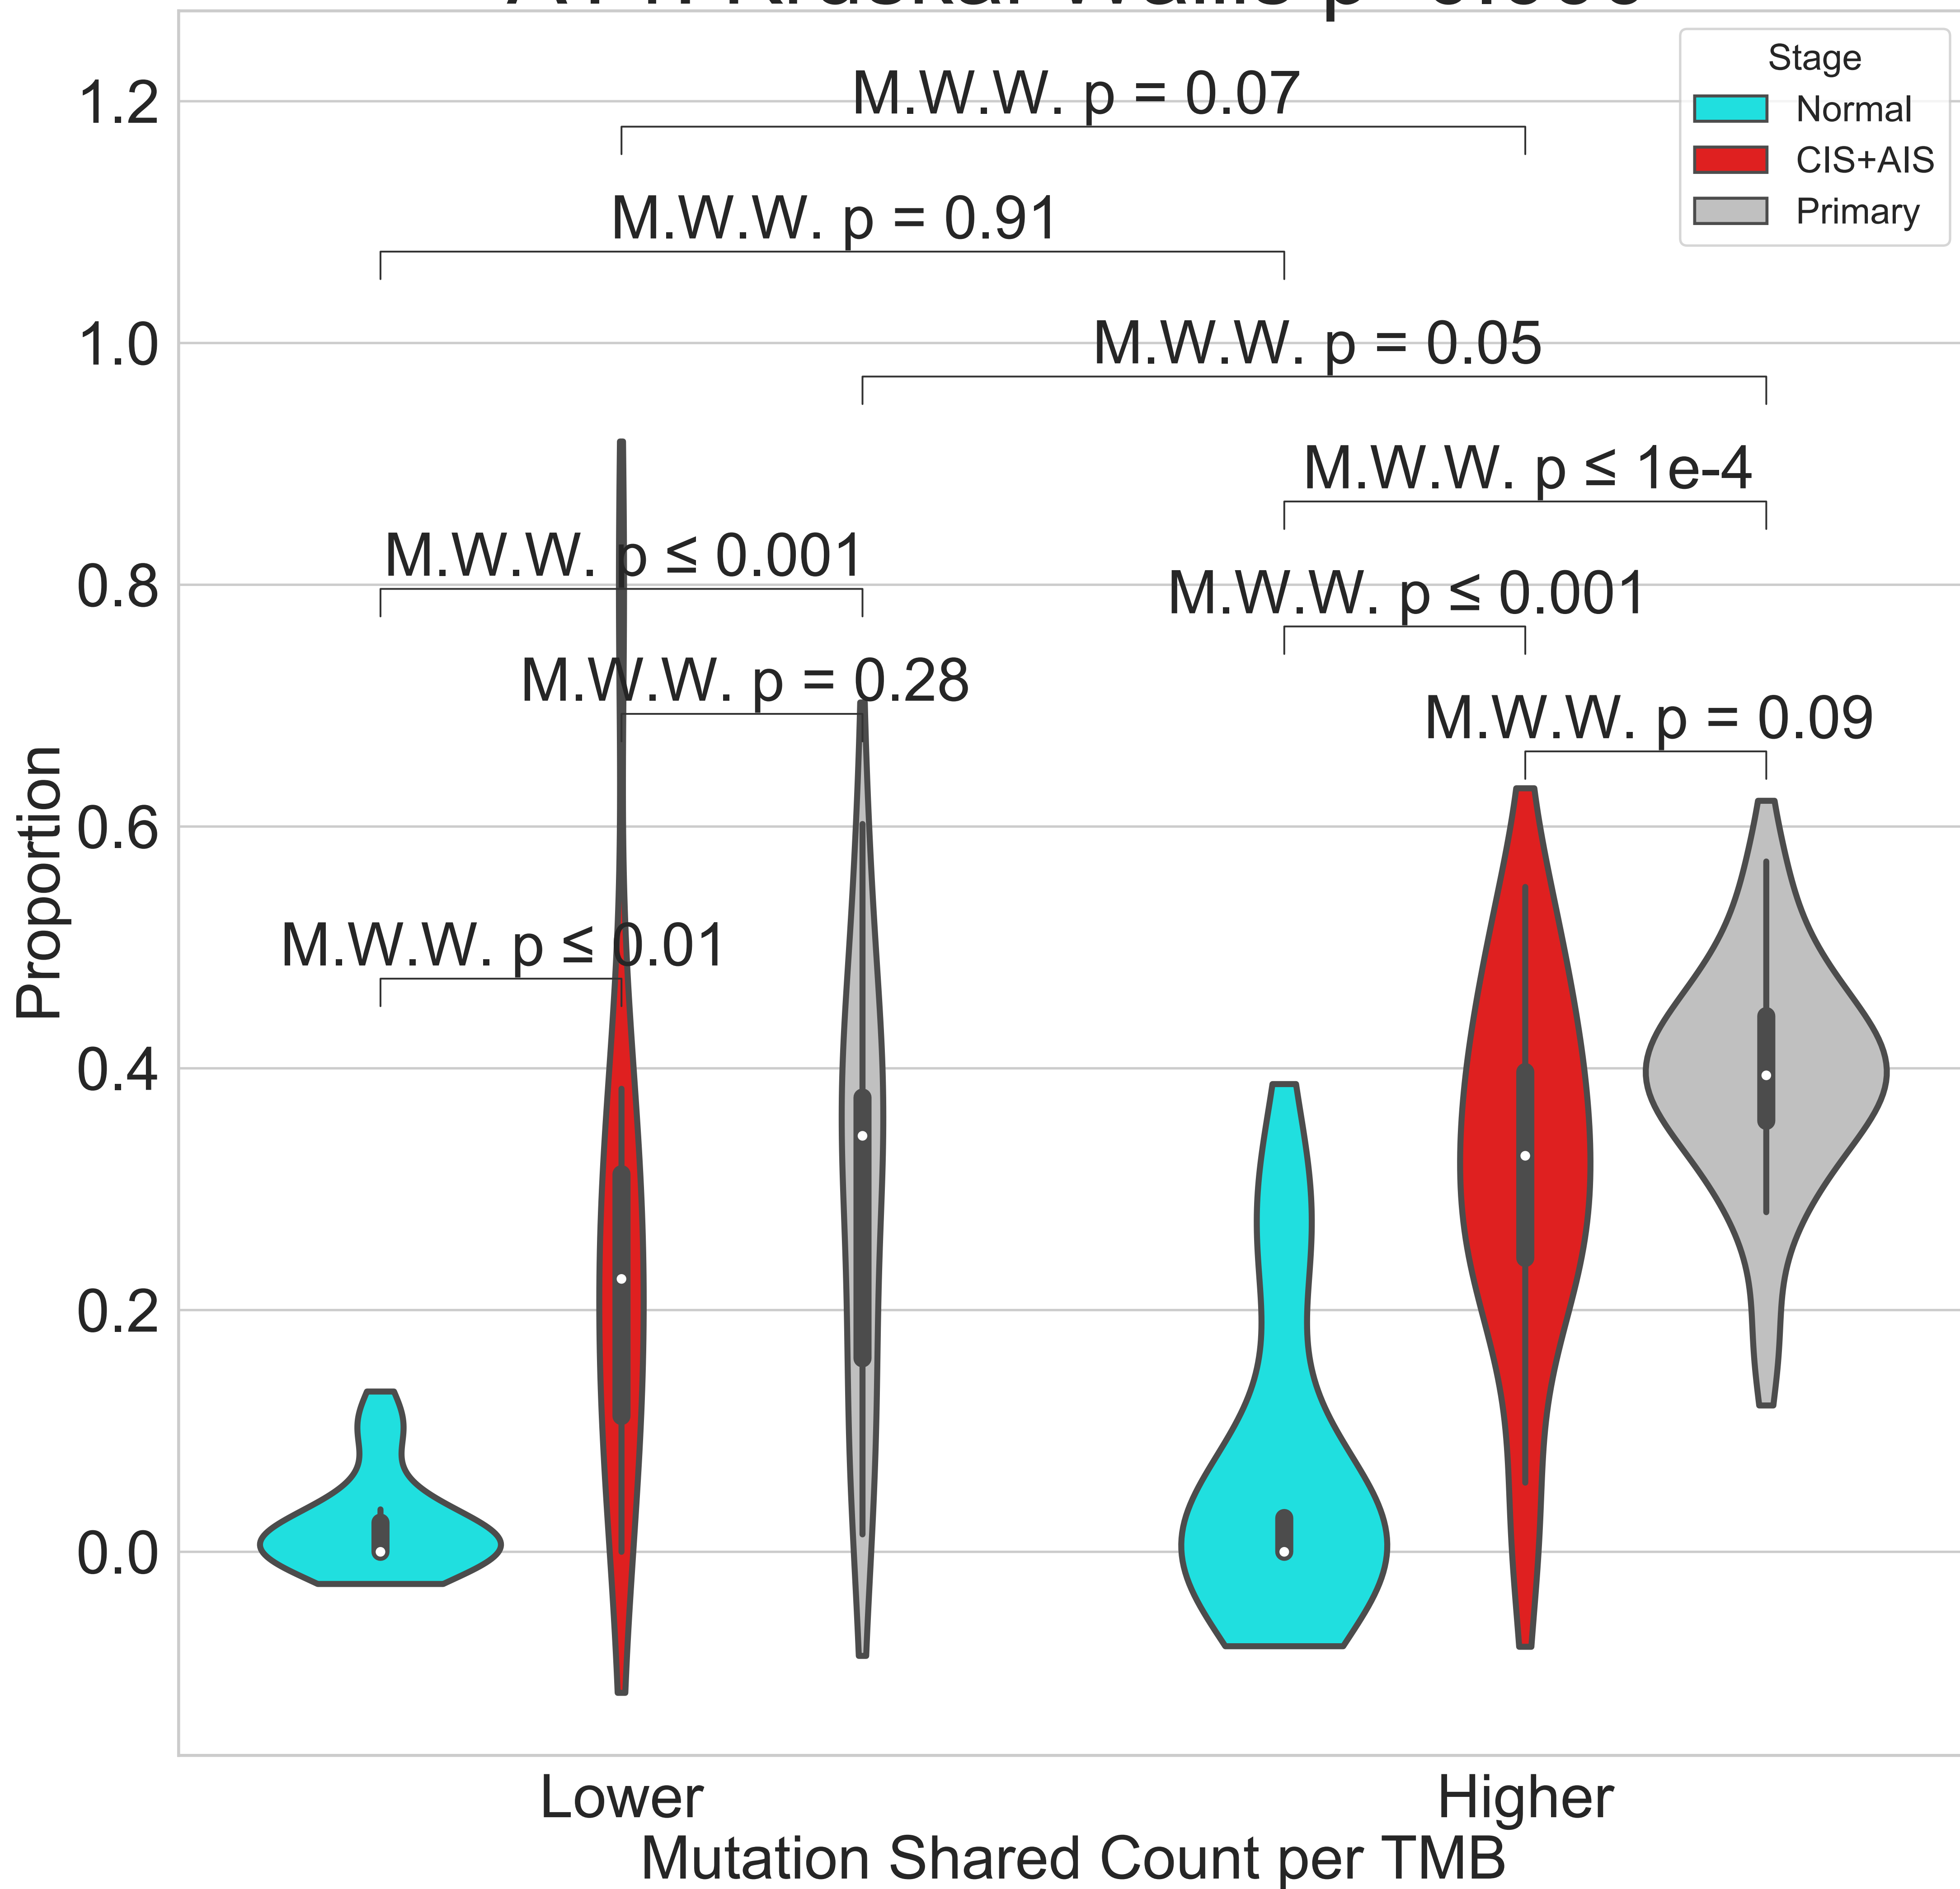 Stage
Normal
CIS+AIS
Primary
1.2
1.0
0.8
0.6
0.4
0.2
0.0
Proportion
M.W.W. p = 0.07
M.W.W. p = 0.91
M.W.W. p = 0.05
M.W.W. p ≤ 1e-4
M.W.W. p ≤ 0.001
M.W.W. p ≤ 0.001
M.W.W. p = 0.28
M.W.W. p = 0.09
M.W.W. p ≤ 0.01
Lower
Higher
Mutation Shared Count per TMB